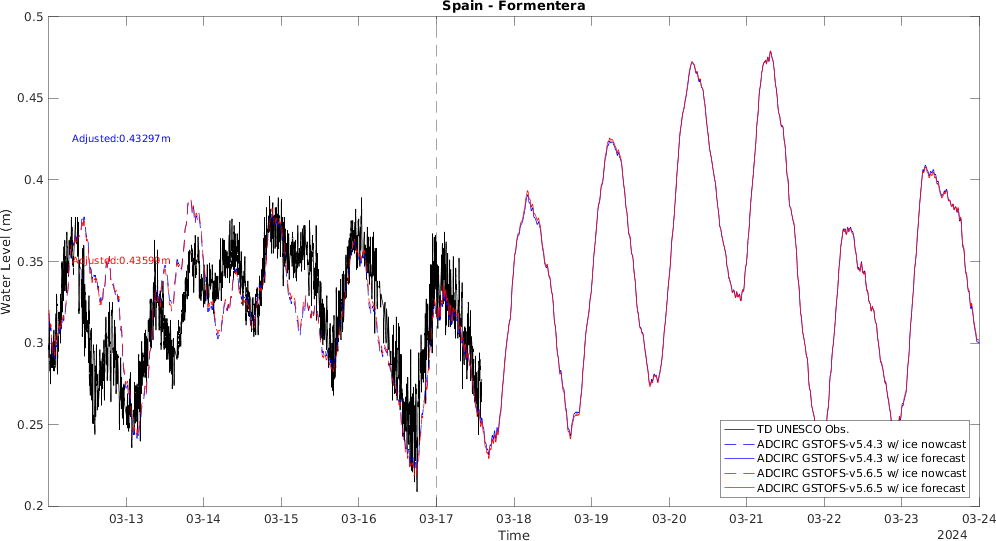 Spain - Formentera
0.5
0.45
0.4
0.35
0.3
0.25
0.2
Water Level (m)
Adjusted:0.43297m
Adjusted:0.43599m
TD UNESCO Obs.
ADCIRC GSTOFS-v5.4.3 w/ ice nowcast
ADCIRC GSTOFS-v5.4.3 w/ ice forecast
ADCIRC GSTOFS-v5.6.5 w/ ice nowcast
ADCIRC GSTOFS-v5.6.5 w/ ice forecast
03-13 03-14 03-15 03-16 03-17 03-18 03-19 03-20 03-21 03-22 03-23 03-24
Time
2024